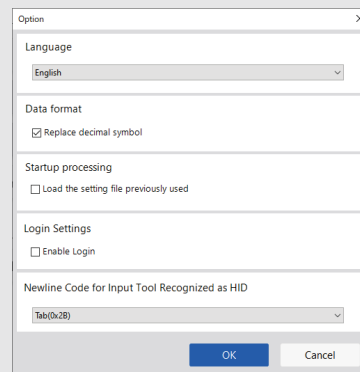 Option
Language
English
Data format
Replace decimal symbol
Startup processing
Load the setting file previously used
Login Settings
Enable Login
Newline Code for Input Tool Recognized as HID
Tab(0x2B)
OK Cancel